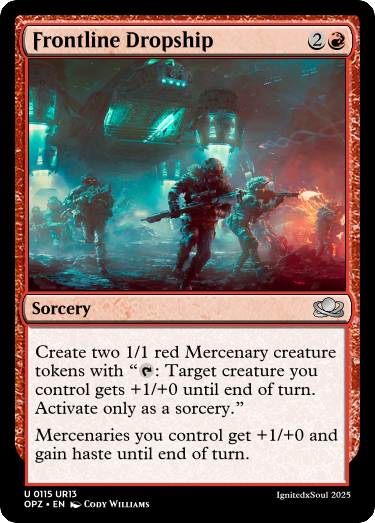 Frontline Dropship 2
Sorcery
Create two 1/1 red Mercenary creature
tokens with “: Target creature you
control gets +1/+0 until end of turn.
Activate only as a sorcery.”
Mercenaries you control get +1/+0 and
gain haste until end of turn.
U 0115 UR13
OPZ • EN Cody Williams
IgnitedxSoul 2025